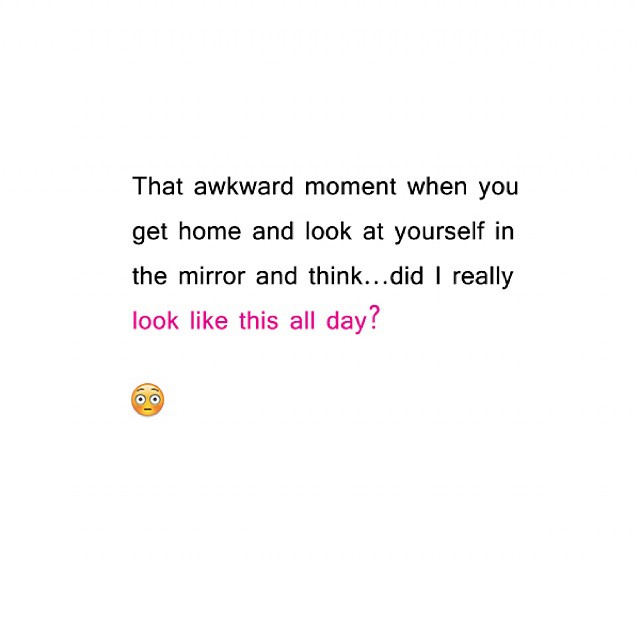 That awkward moment when you
get home and look at yourself in
the mirror and think...did I really
look like this all day?